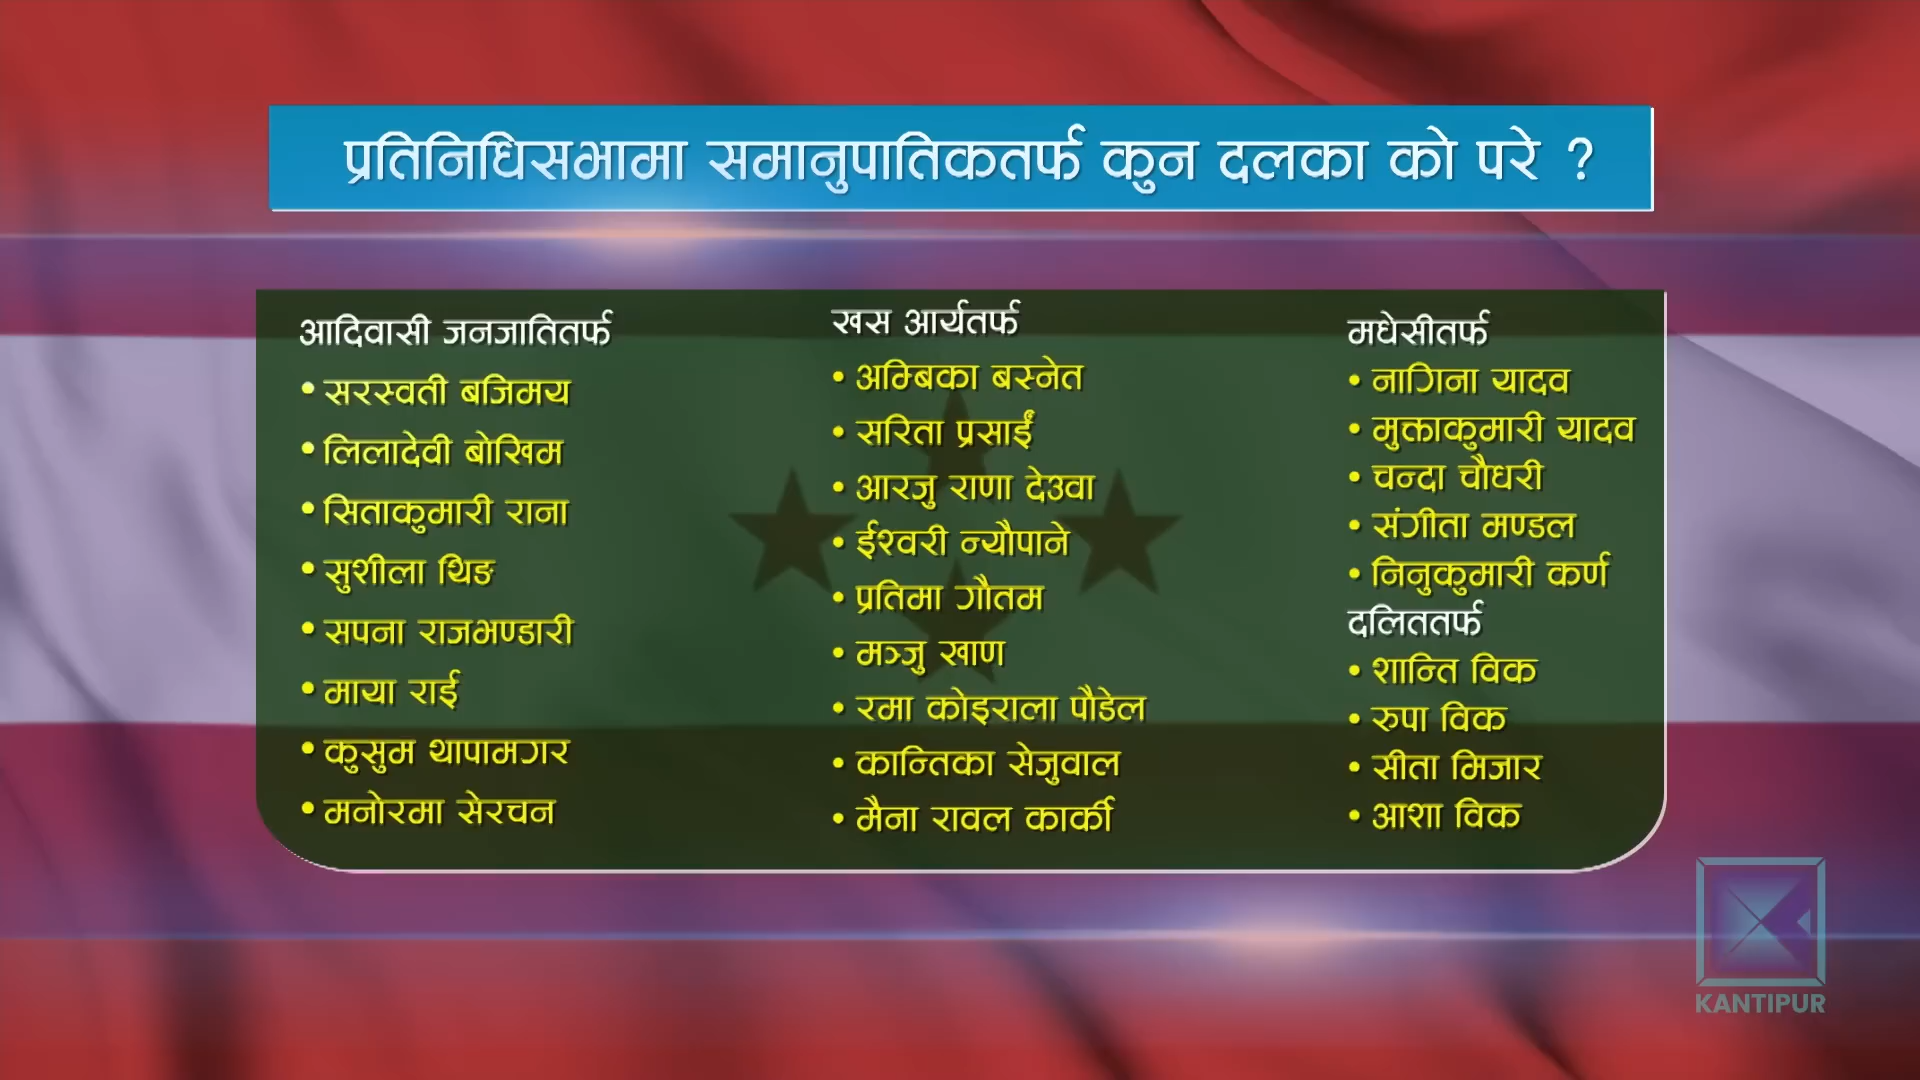 प्रतिनिधिसभामा समानुपातिकतर्फ कुन दलका को परे ?
आदिवासी जनजातितर्फ
• सरस्वती बजिमय
• लिलादेवी बोखिम
• सिताकुमारी राना
• सुशीला थिङ
• सपना राजभण्डारी
• माया राई
• कुसुम थापामगर
• मनोरमा सेरचन
खस आर्यतर्फ
• अम्बिका बस्नेत
• सरिता प्रसाईं
• आरजु राणा देउवा
• ईश्वरी न्यौपाने
• प्रतिमा गौतम
• मञ्जु खाण
• रमा कोइराला पौडेल
• कान्तिका सेजुवाल
• मैना रावल कार्की
मधेसीतर्फ
• नागिना यादव
• मुक्ताकुमारी यादव
• चन्दा चौधरी
• संगीता मण्डल
• निनुकुमारी कर्ण
दलिततर्फ
• शान्ति विक
• रुपा विक
• सीता मिजार
• आशा विक
KANTIPUR